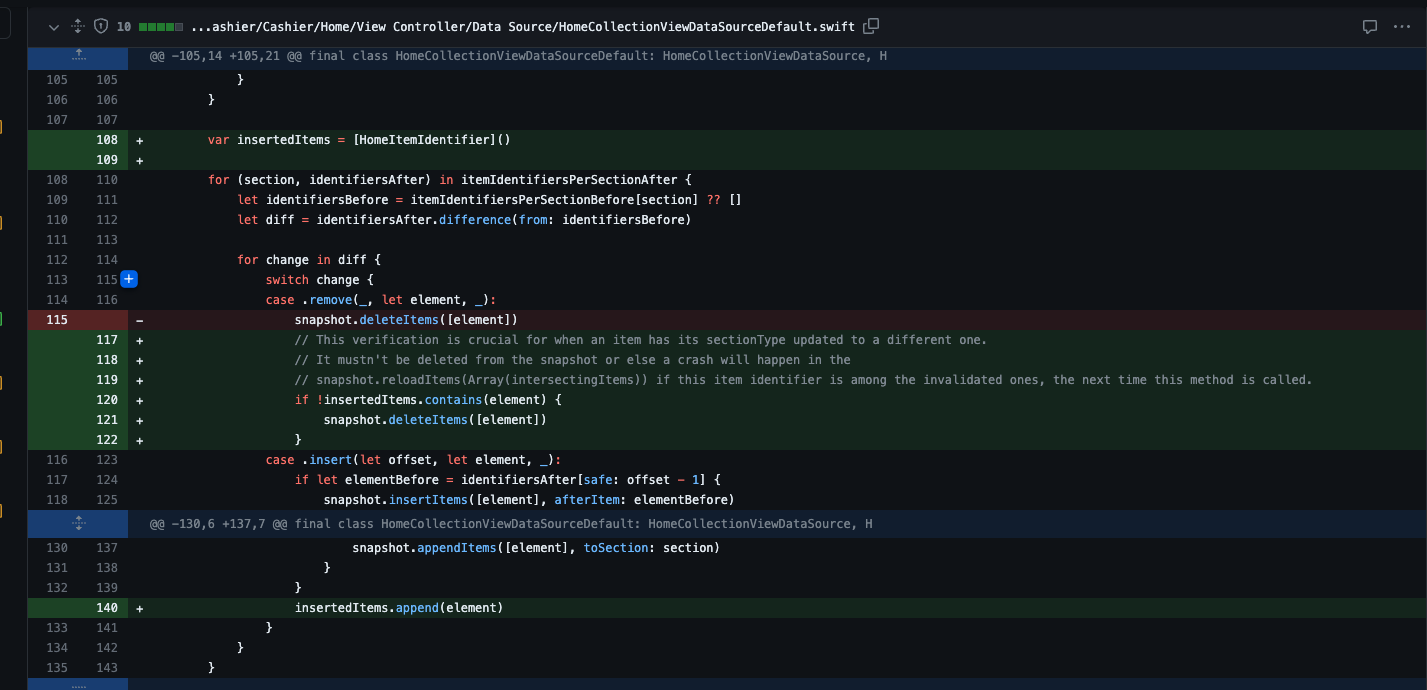 10 ...ashier/Cashier/Home/View Controller/Data Source/HomeCollectionViewDataSourceDefault.swift
@@ -105,14 +105,21 @@ final class HomeCollectionViewDataSourceDefault: HomeCollectionViewDataSource, H
105 105 }
106 106 }
107 107
108 + var insertedItems = [HomeItemIdentifier]()
109 +
108 110 for (section, identifiersAfter) in itemIdentifiersPerSectionAfter {
109 111 let identifiersBefore = itemIdentifiersPerSectionBefore[section] ?? []
110 112 let diff = identifiersAfter.difference(from: identifiersBefore)
111 113
112 114 for change in diff {
113 115 + switch change {
114 116 case .remove(_, let element, _):
115 - snapshot.deleteItems([element])
117 + // This verification is crucial for when an item has its sectionType updated to a different one.
118 + // It mustn't be deleted from the snapshot or else a crash will happen in the
119 + // snapshot.reloadItems(Array(intersectingItems)) if this item identifier is among the invalidated ones, the next time this method is called.
120 + if !insertedItems.contains(element) {
121 + snapshot.deleteItems([element])
122 + }
116 123 case .insert(let offset, let element, _):
117 124 if let elementBefore = identifiersAfter[safe: offset - 1] {
118 125 snapshot.insertItems([element], afterItem: elementBefore)
@@ -130,6 +137,7 @@ final class HomeCollectionViewDataSourceDefault: HomeCollectionViewDataSource, H
130 137 snapshot.appendItems([element], toSection: section)
131 138 }
132 139 }
140 + insertedItems.append(element)
133 141 }
134 142 }
135 143 }